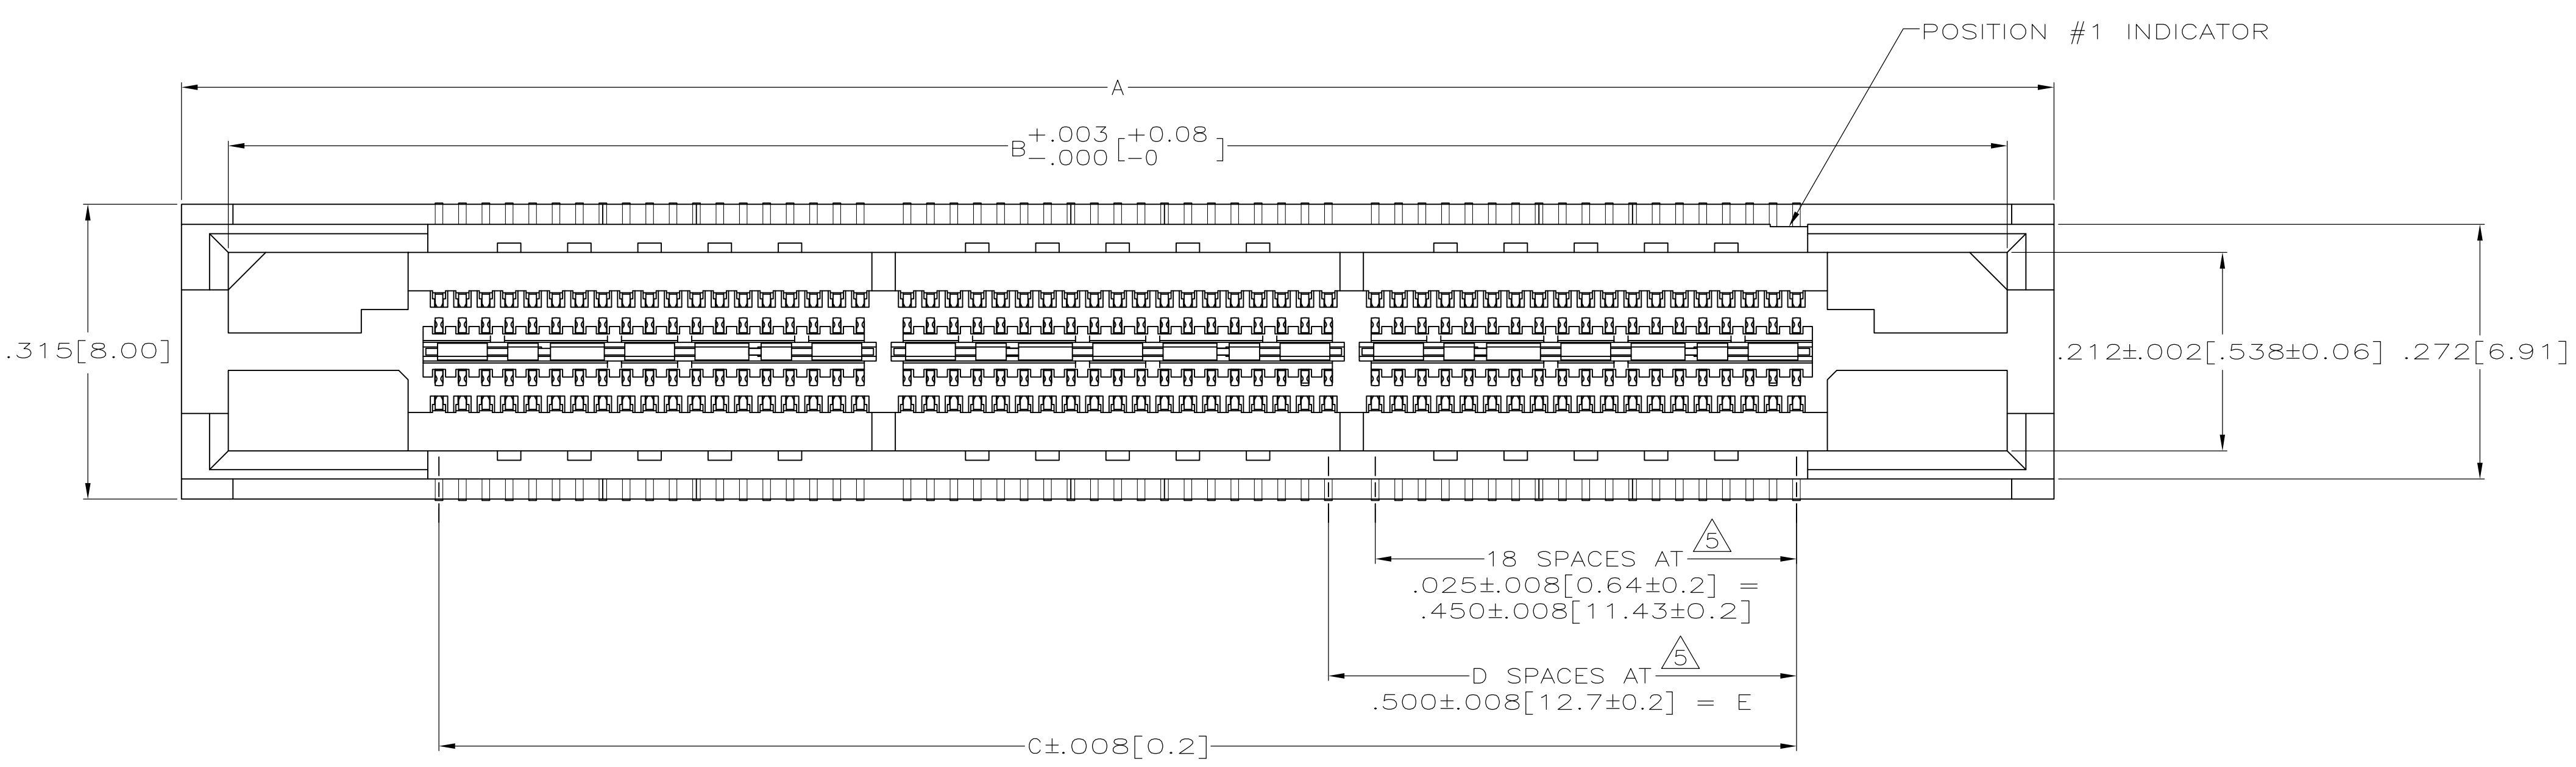 POSITION #1 INDICATOR
A
B +.003 [+0.08
-.000 [-0 ]
.315[8.00]
.212±.002[.538±0.06]
.272[6.91]
18 SPACES AT 5
.025±.008[0.64±0.2] =
.450±.008[11.43±0.2]
D SPACES AT 5
.500±.008[12.7±0.2] = E
C±.008[0.2]